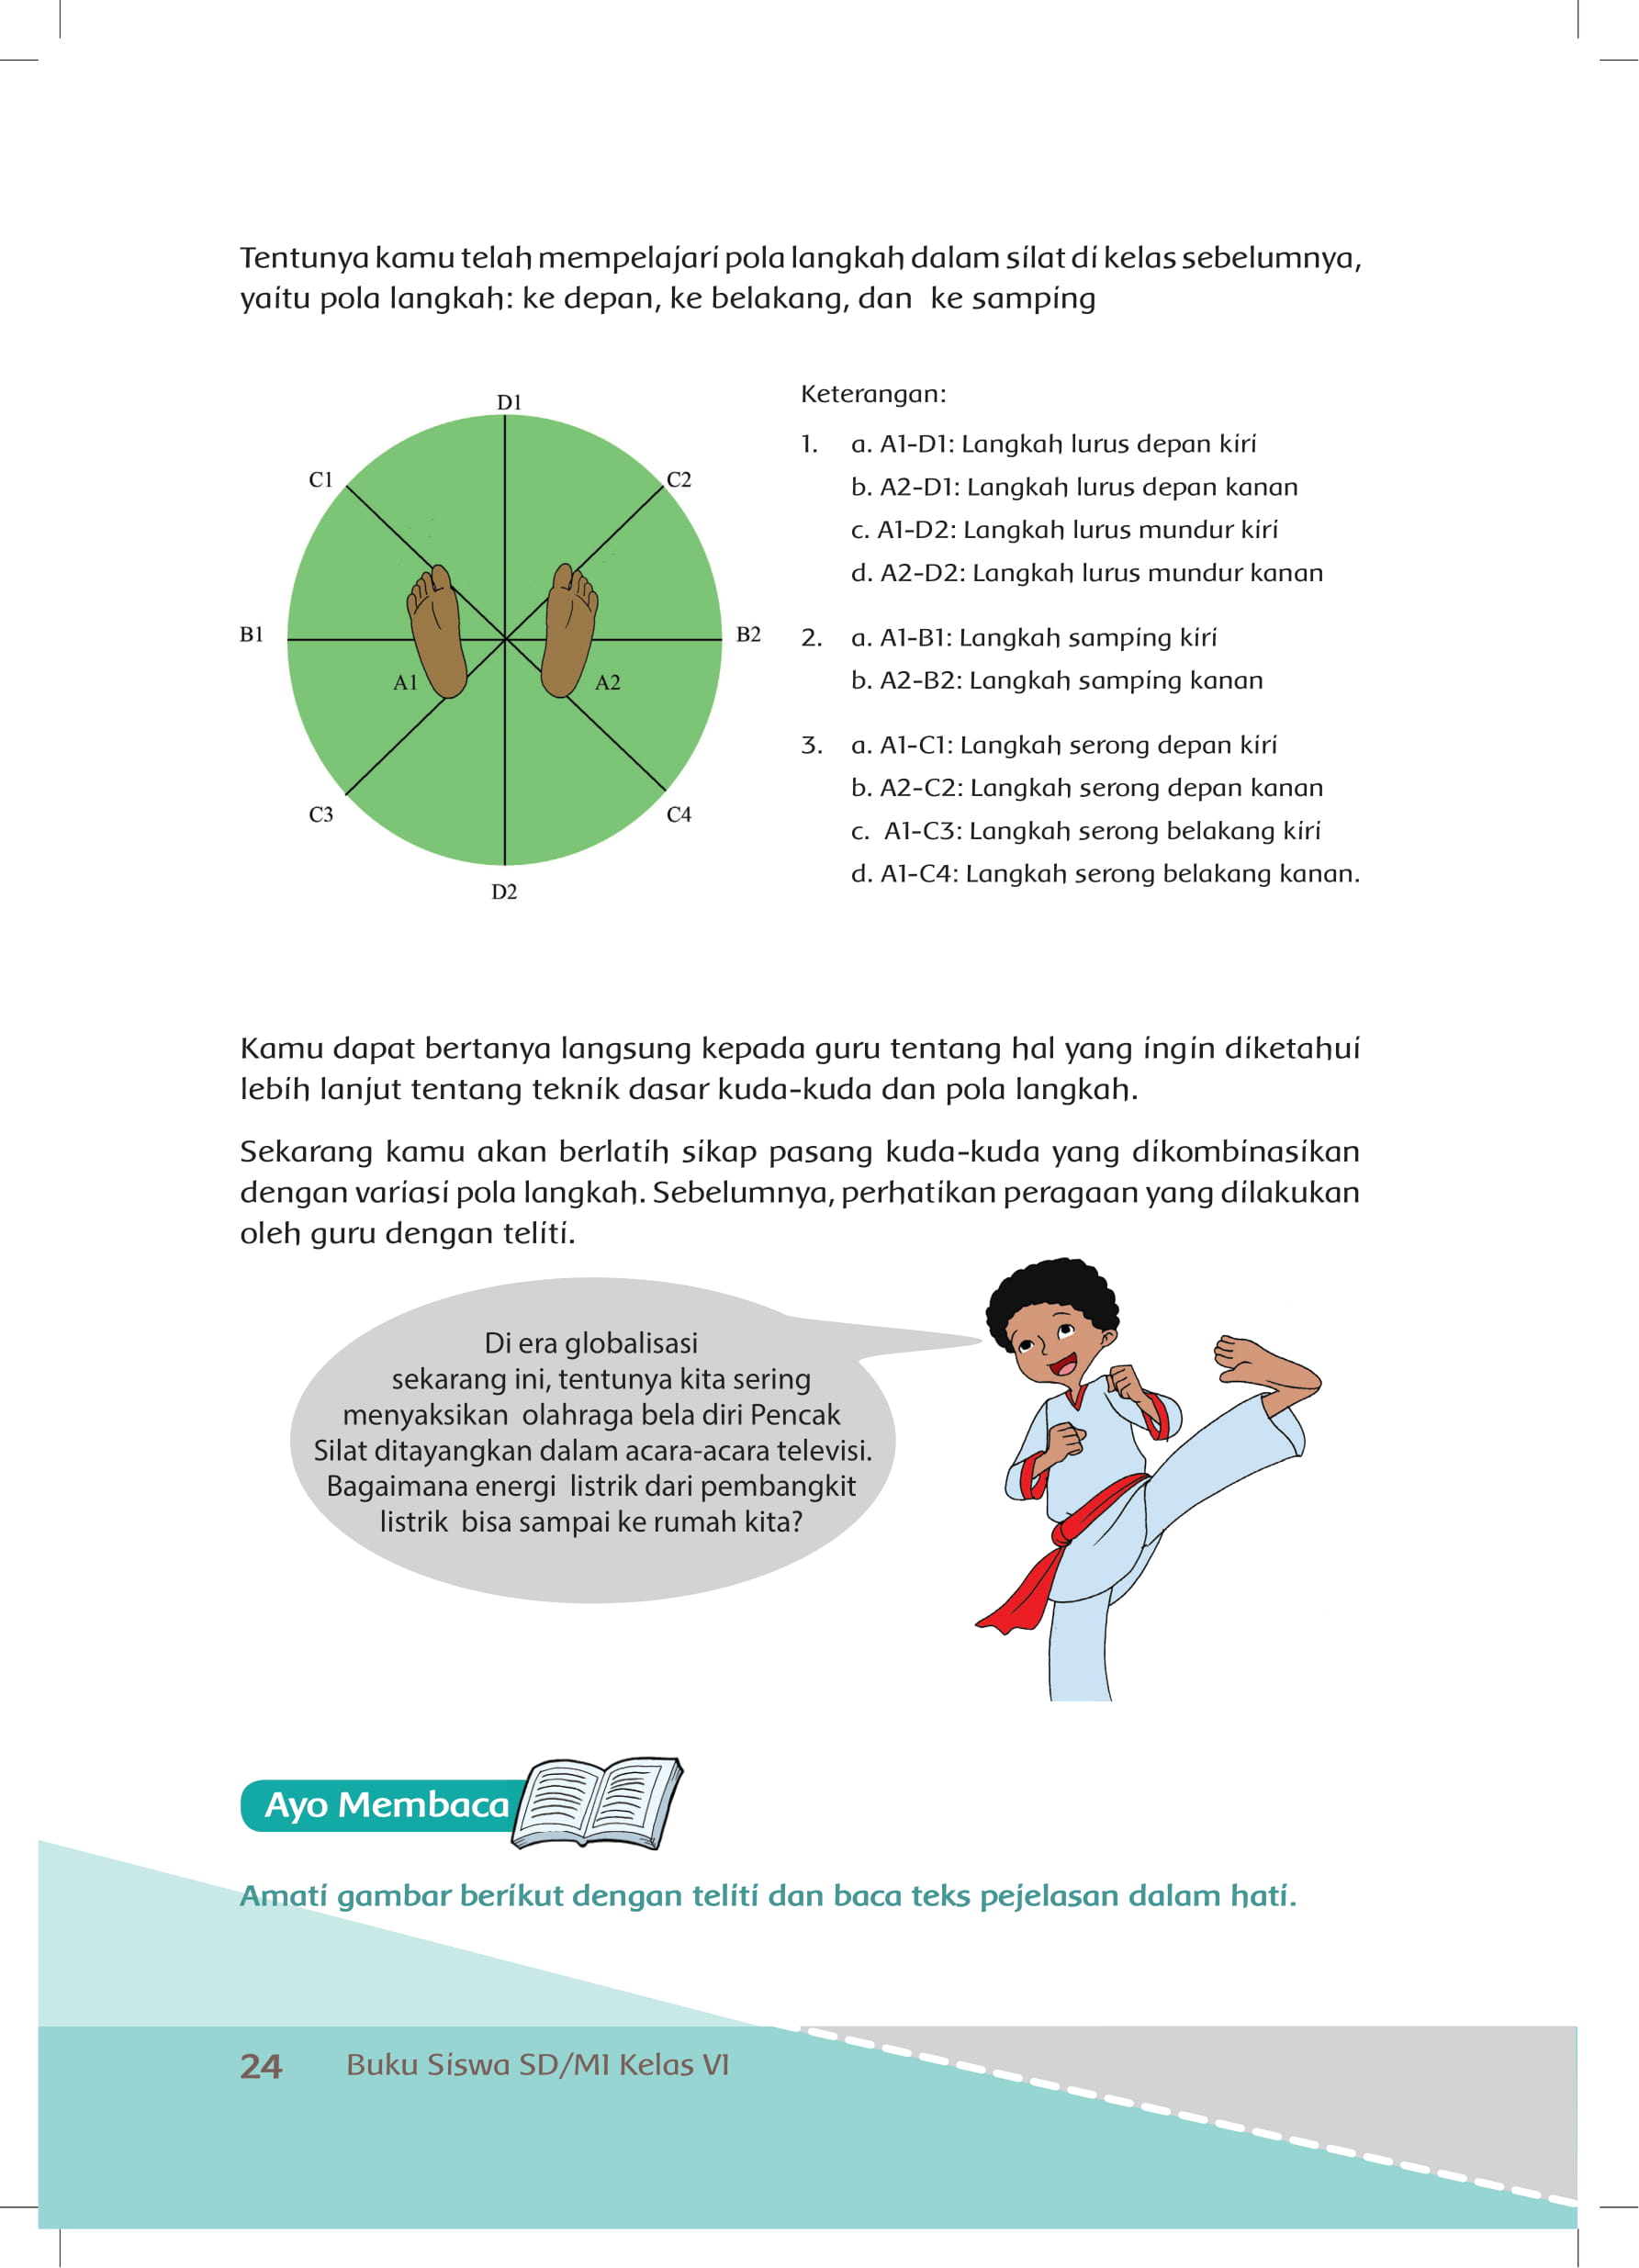 Tentunya kamu telah mempelajari pola langkah dalam silat di kelas sebelumnya,
yaitu pola langkah: ke depan, ke belakang, dan ke samping
D1
C1
C2
B1
B2
A1
A2
C3
C4
D2
Keterangan:
1. a. A1-D1: Langkah lurus depan kiri
b. A2-D1: Langkah lurus depan kanan
c. A1-D2: Langkah lurus mundur kiri
d. A2-D2: Langkah lurus mundur kanan
2. a. A1-B1: Langkah samping kiri
b. A2-B2: Langkah samping kanan
3. a. A1-C1: Langkah serong depan kiri
b. A2-C2: Langkah serong depan kanan
c. A1-C3: Langkah serong belakang kiri
d. A1-C4: Langkah serong belakang kanan.
Kamu dapat bertanya langsung kepada guru tentang hal yang ingin diketahui
lebih lanjut tentang teknik dasar kuda-kuda dan pola langkah.
Sekarang kamu akan berlatih sikap pasang kuda-kuda yang dikombinasikan
dengan variasi pola langkah. Sebelumnya, perhatikan peragaan yang dilakukan
oleh guru dengan teliti.
Di era globalisasi
sekarang ini, tentunya kita sering
menyaksikan olahraga bela diri Pencak
Silat ditayangkan dalam acara-acara televisi.
Bagaimana energi listrik dari pembangkit
listrik bisa sampai ke rumah kita?
Ayo Membaca
Amati gambar berikut dengan teliti dan baca teks pejelasan dalam hati.
24 Buku Siswa SD/MI Kelas VI